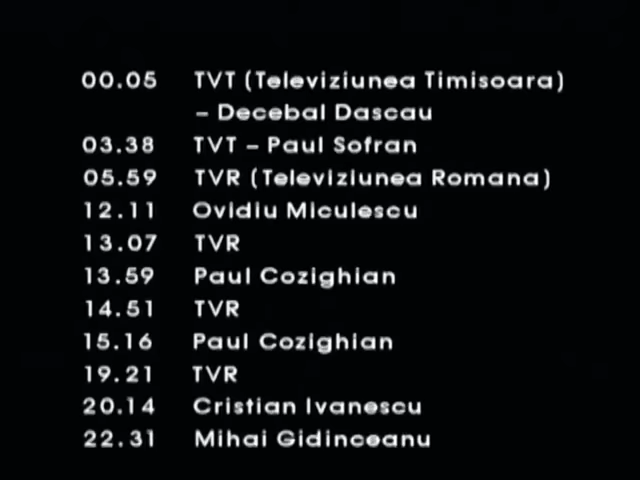 00.05 TVT (Televiziunea Timisoara)
– Decebal Dascau
03.38 TVT – Paul Sofran
05.59 TVR (Televiziunea Romana)
12.11 Ovidiu Miculescu
13.07 TVR
13.59 Paul Cozighian
14.51 TVR
15.16 Paul Cozighian
19.21 TVR
20.14 Cristian Ivanescu
22.31 Mihai Gidinceanu